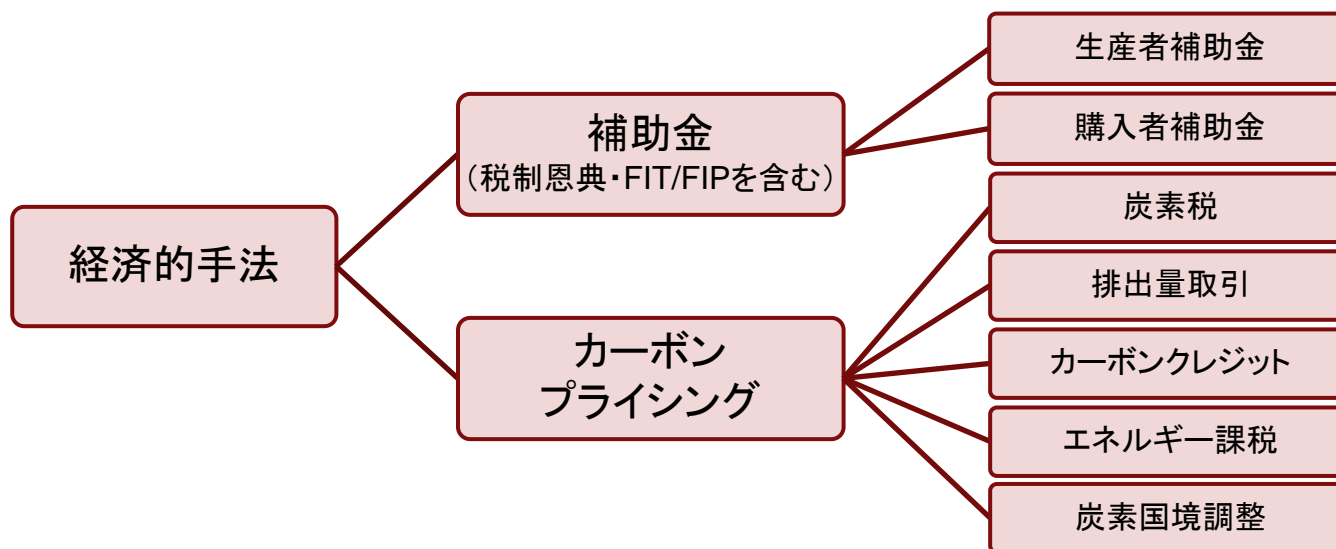 経済的手法
補助金
（税制恩典・FIT/FIPを含む）
カーボン
プライシング
生産者補助金
購入者補助金
炭素税
排出量取引
カーボンクレジット
エネルギー課税
炭素国境調整